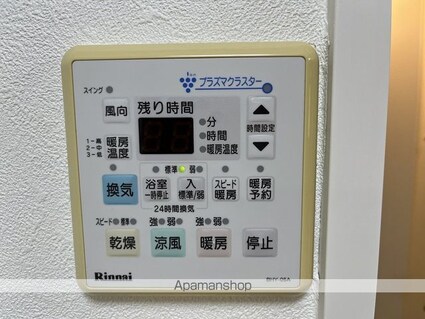 プラズマクラスター
スイング
風向
残り時間
分
時間
暖房温度
時間設定
1-高
2-中
3-低
暖房
温度
標準 弱
換気
浴室
一時停止
入
標準/弱
スピード
暖房
暖房
予約
24時間換気
スピード 標準
強 弱
強 弱
乾燥
涼風
暖房
停止
Rinnai
Apamanshop